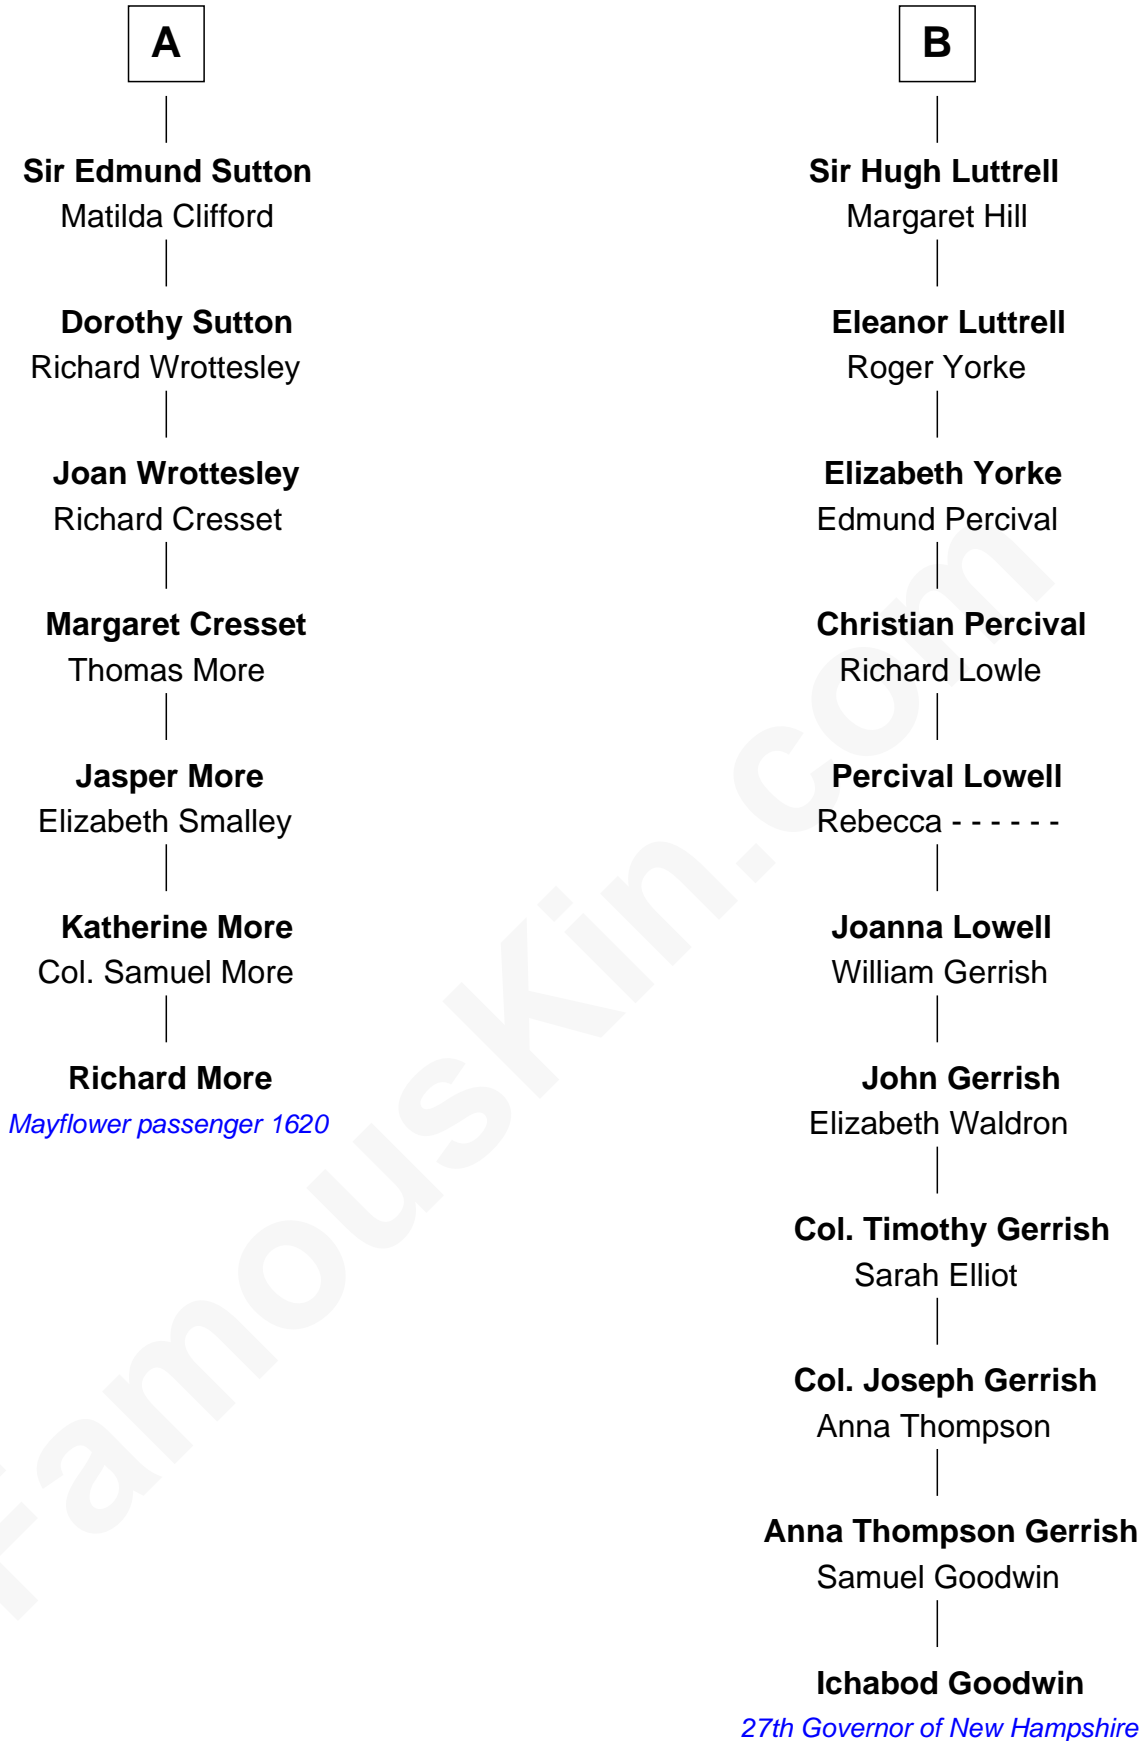 A
Sir Edmund Sutton
Matilda Clifford
Dorothy Sutton
Richard Wrottesley
Joan Wrottesley
Richard Cresset
Margaret Cresset
Thomas More
Jasper More
Elizabeth Smalley
Katherine More
Col. Samuel More
Richard More
Mayflower passenger 1620
B
Sir Hugh Luttrell
Margaret Hill
Eleanor Luttrell
Roger Yorke
Elizabeth Yorke
Edmund Percival
Christian Percival
Richard Lowle
Percival Lowell
Rebecca - - - - - -
Joanna Lowell
William Gerrish
John Gerrish
Elizabeth Waldron
Col. Timothy Gerrish
Sarah Elliot
Col. Joseph Gerrish
Anna Thompson
Anna Thompson Gerrish
Samuel Goodwin
Ichabod Goodwin
27th Governor of New Hampshire
FamousKin.com